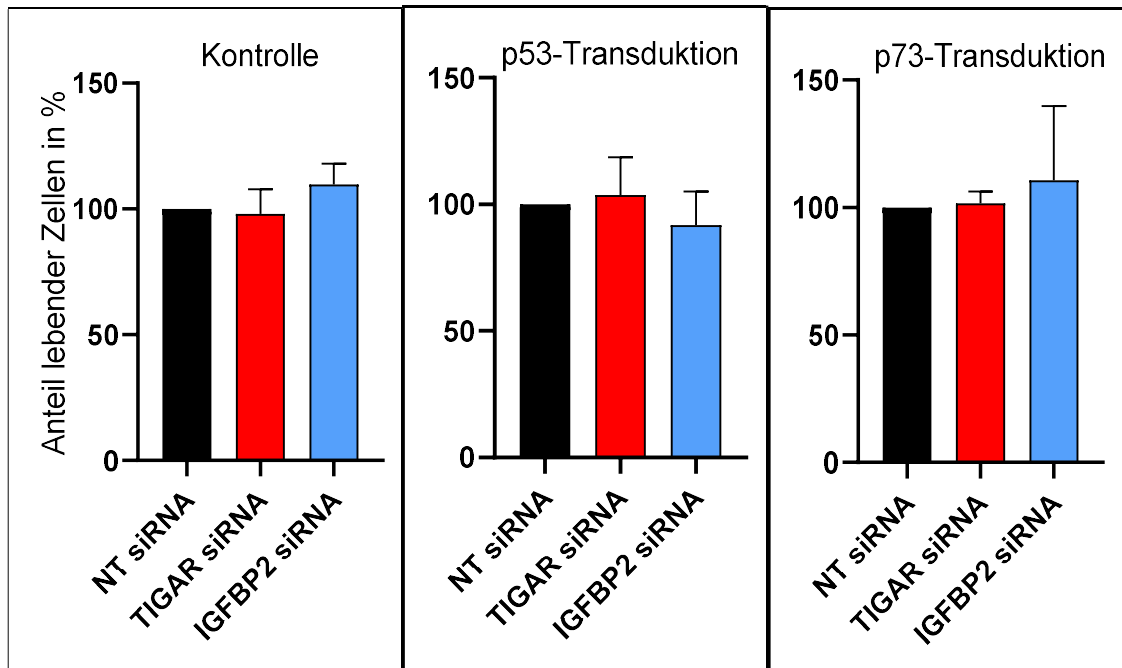 Kontrolle
Anteil lebender Zellen in %
150
100
50
0
NT siRNA
TIGAR siRNA
IGFBP2 siRNA
p53-Transduktion
150
100
50
0
NT siRNA
TIGAR siRNA
IGFBP2 siRNA
p73-Transduktion
150
100
50
0
NT siRNA
TIGAR siRNA
IGFBP2 siRNA